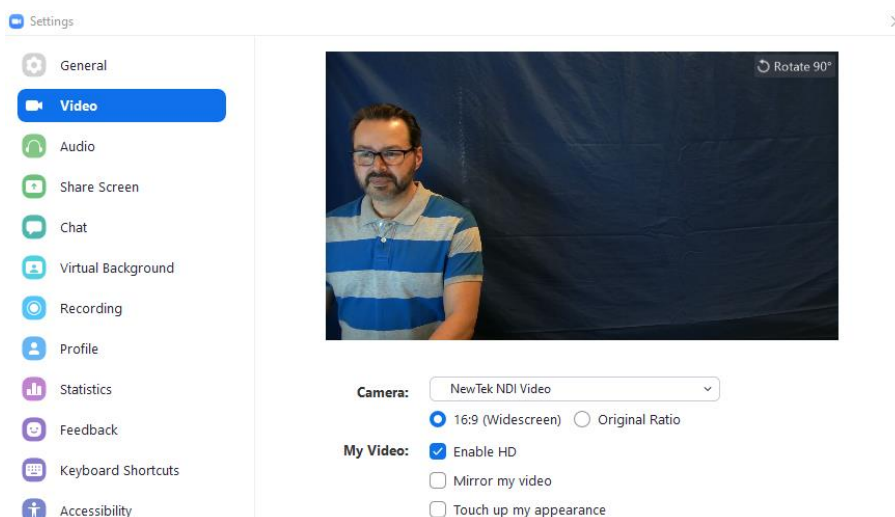 Settings
General
Video
Audio
Share Screen
Chat
Virtual Background
Recording
Profile
Statistics
Feedback
Keyboard Shortcuts
Accessibility
Rotate 90°
Camera:
NewTek NDI Video
16:9 (Widescreen) Original Ratio
My Video:
Enable HD
Mirror my video
Touch up my appearance